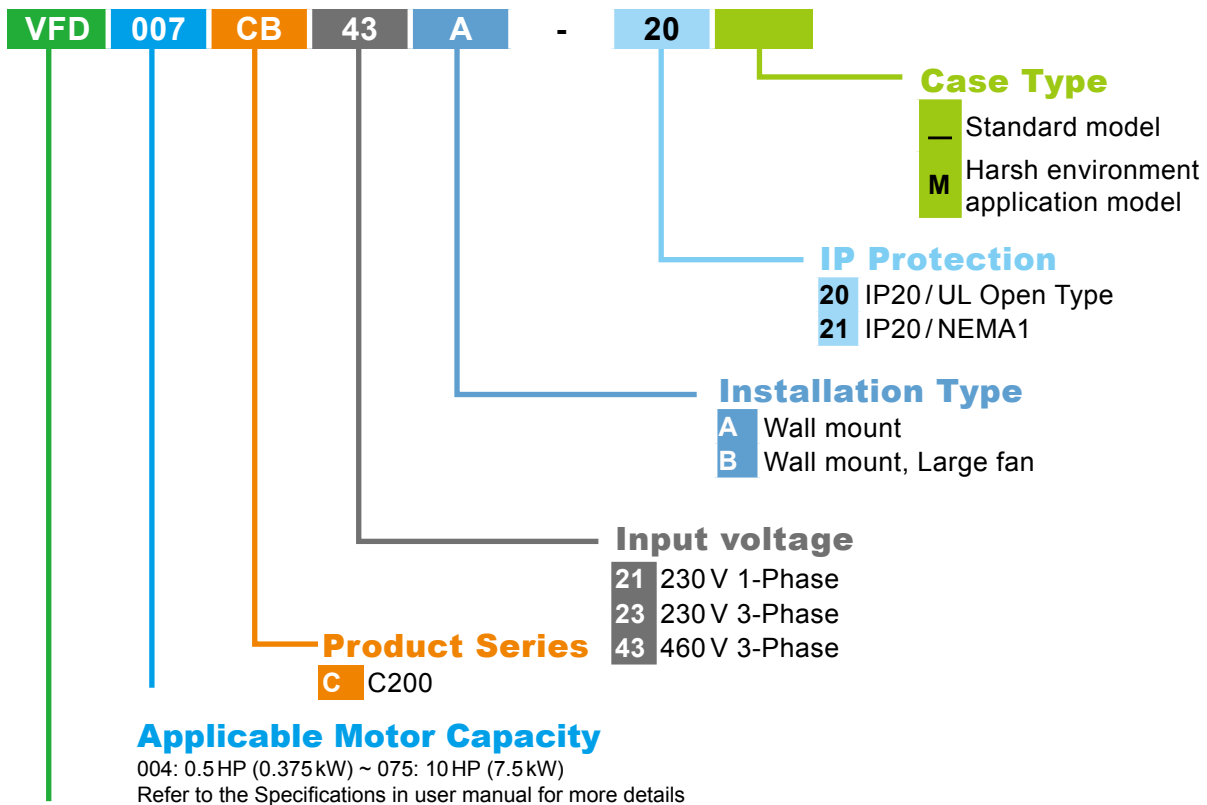 VFD 007 CB 43 A - 20
Case Type
_ Standard model
M Harsh environment
application model
IP Protection
20 IP20 / UL Open Type
21 IP20 / NEMA1
Installation Type
A Wall mount
B Wall mount, Large fan
Input voltage
21 230 V 1-Phase
23 230 V 3-Phase
43 460 V 3-Phase
Product Series
C C200
Applicable Motor Capacity
004: 0.5 HP (0.375 kW) ~ 075: 10 HP (7.5 kW)
Refer to the Specifications in user manual for more details